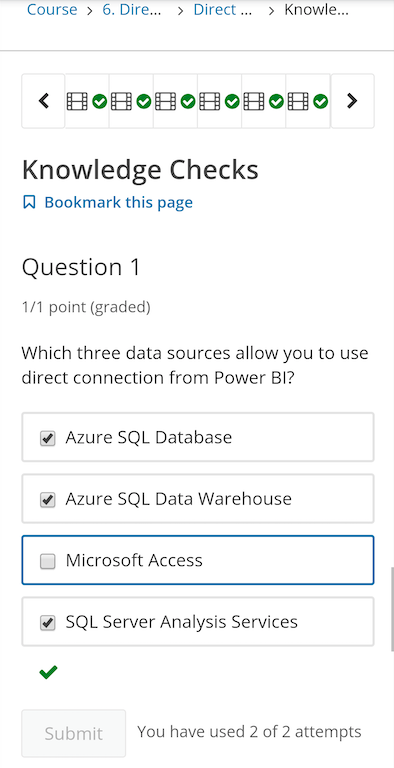 Course > 6. Dire... > Direct ... > Knowle...
Knowledge Checks
Bookmark this page
Question 1
1/1 point (graded)
Which three data sources allow you to use
direct connection from Power BI?
Azure SQL Database
Azure SQL Data Warehouse
Microsoft Access
SQL Server Analysis Services
Submit You have used 2 of 2 attempts